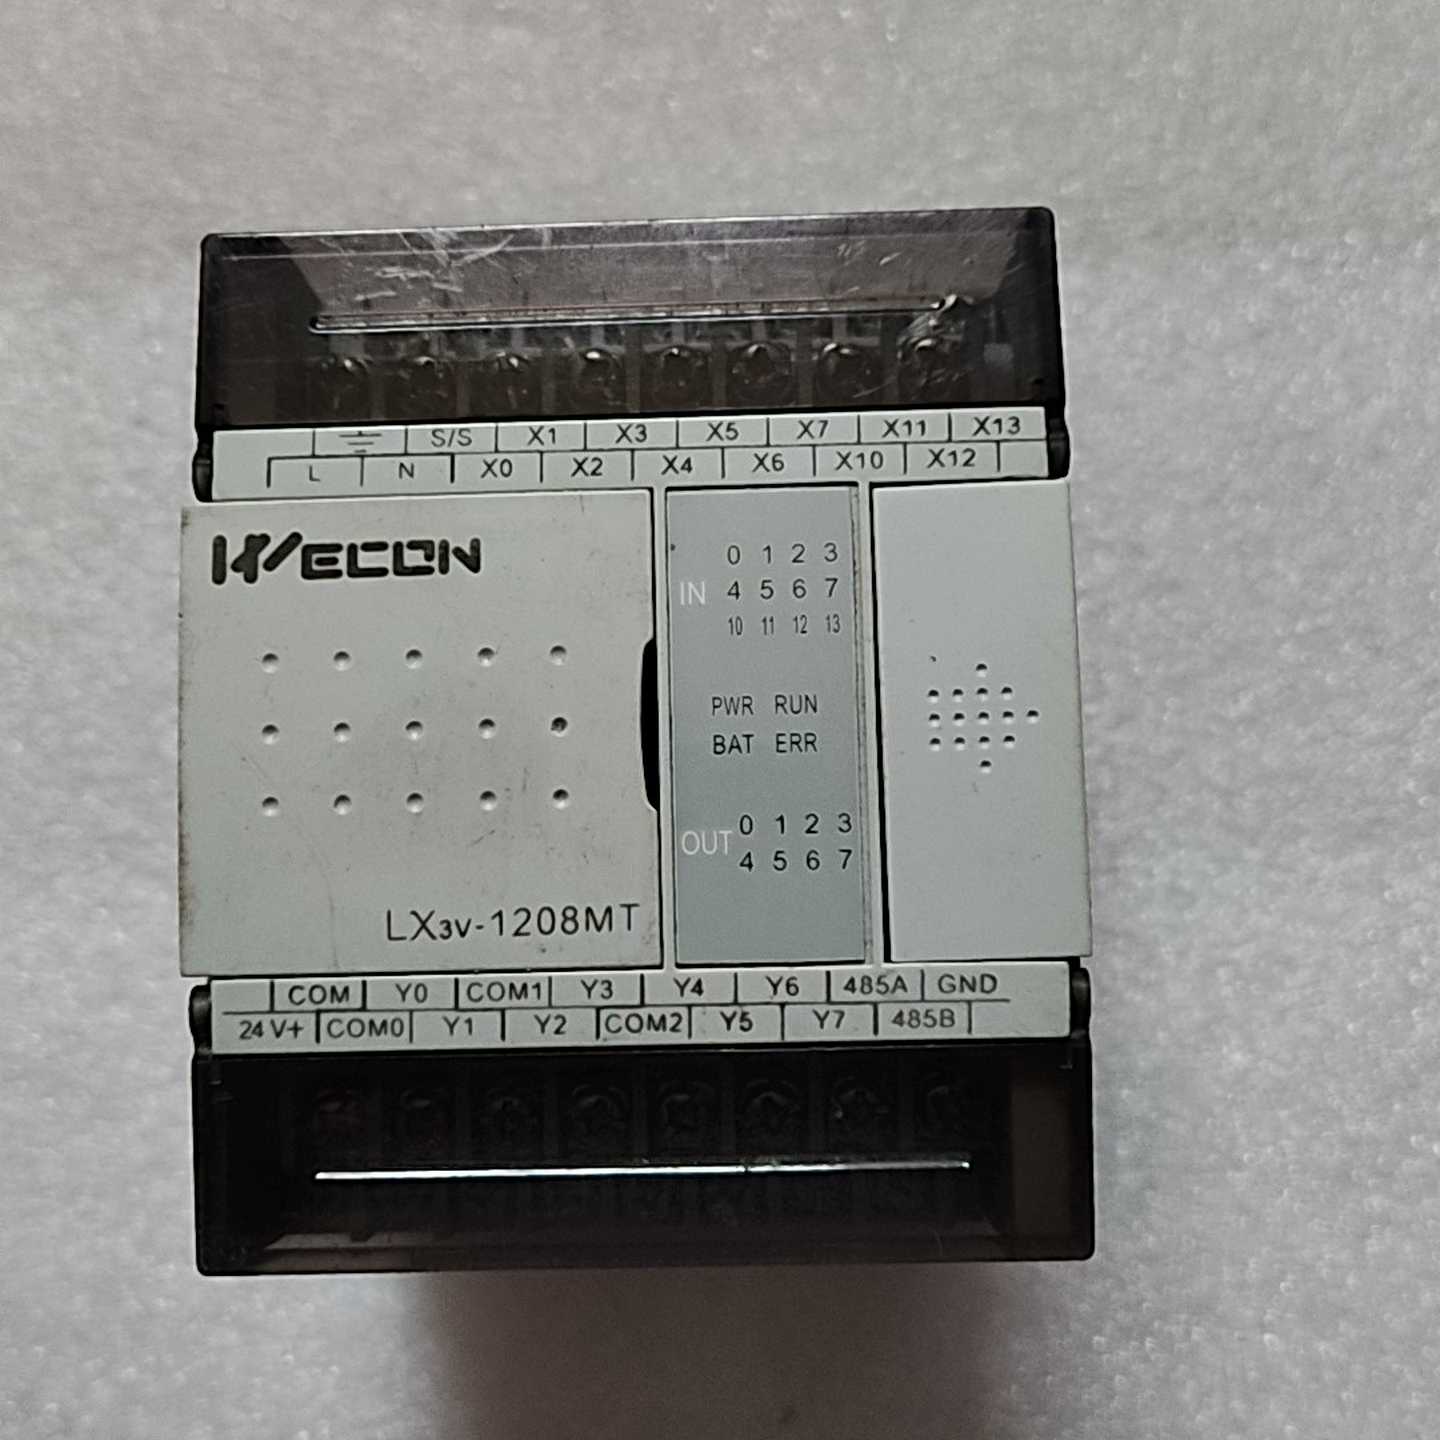 S/S X1 X3 X5 X7 X11 X13
L N X0 X2 X4 X6 X10 X12
WECON
0 1 2 3
IN 4 5 6 7
10 11 12 13
PWR RUN
BAT ERR
OUT 0 1 2 3
4 5 6 7
LX3V-1208MT
COM Y0 COM1 Y3 Y4 Y6 485A GND
24V+ COM0 Y1 Y2 COM2 Y5 Y7 485B